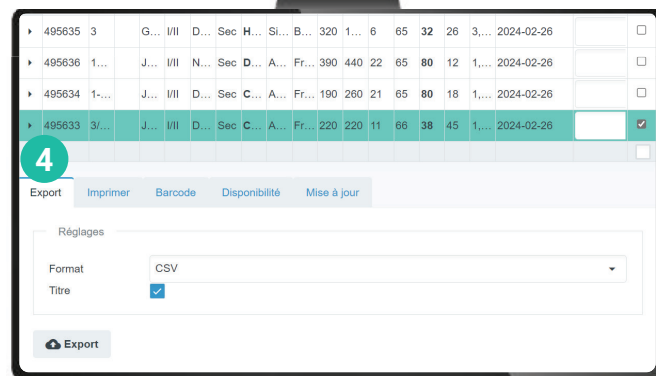 495635 3 G... I/II D... Sec H... Si... B... 320 1... 6 65 32 26 3,... 2024-02-26
495636 1... J... I/II N... Sec D... A... Fr... 390 440 22 65 80 12 1,... 2024-02-26
495634 1-... J... I/II D... Sec C... A... Fr... 190 260 21 65 80 18 1,... 2024-02-26
495633 3/... J... I/II D... Sec C... A... Fr... 220 220 11 66 38 45 1,... 2024-02-26
4
Export Imprimer Barcode Disponibilité Mise à jour
Réglages
Format CSV
Titre
Export